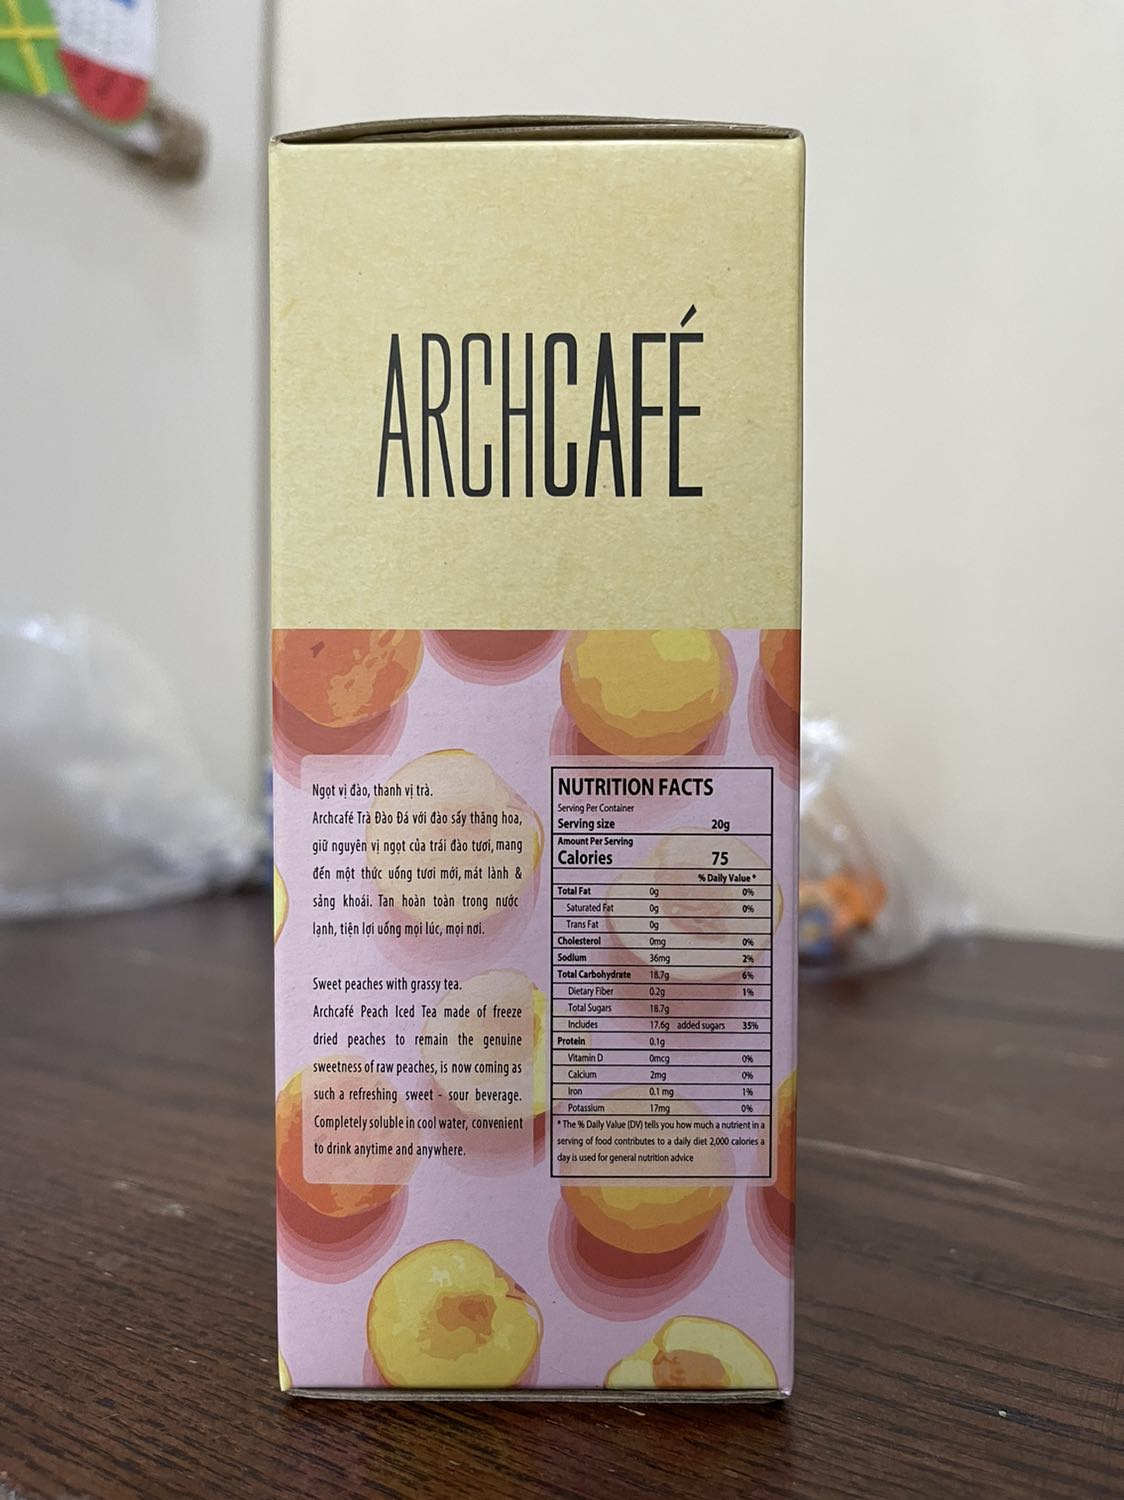 ARCHCAFÉ
Ngọt vị đào, thanh vị trà.
Archcafé Trà Đào Đá với đào sấy thăng hoa,
giữ nguyên vị ngọt của trái đào tươi, mang
đến một thức uống tươi mới, mát lành &
sảng khoái. Tan hoàn toàn trong nước
lạnh, tiện lợi uống mọi lúc, mọi nơi.
Sweet peaches with grassy tea.
Archcafé Peach Iced Tea made of freeze
dried peaches to remain the genuine
sweetness of raw peaches, is now coming as
such a refreshing sweet - sour beverage.
Completely soluble in cool water, convenient
to drink anytime and anywhere.
NUTRITION FACTS
Serving Per Container
Serving size 20g
Amount Per Serving
Calories 75
% Daily Value *
Total Fat 0g 0%
Saturated Fat 0g 0%
Trans Fat 0g
Cholesterol 0mg 0%
Sodium 36mg 2%
Total Carbohydrate 18.7g 6%
Dietary Fiber 0.2g 1%
Total Sugars 18.7g
Includes 17.6g added sugars 35%
Protein 0.1g
Vitamin D 0mcg 0%
Calcium 2mg 0%
Iron 0.1 mg 1%
Potassium 17mg 0%
* The % Daily Value (DV) tells you how much a nutrient in a
serving of food contributes to a daily diet 2,000 calories a
day is used for general nutrition advice